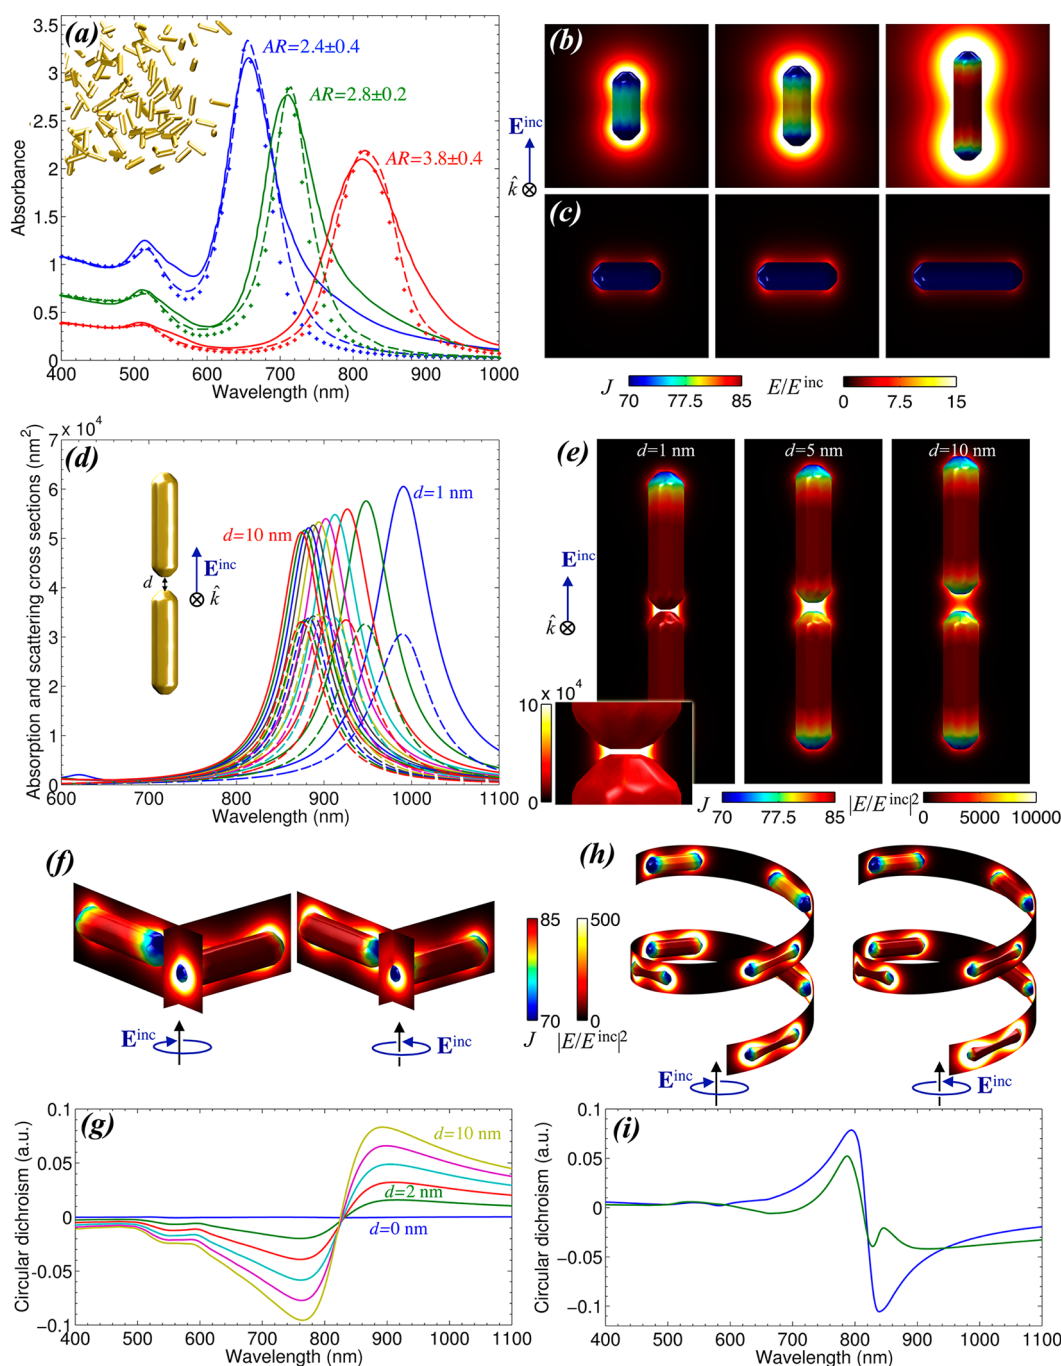 (a)
AR=2.4±0.4
AR=2.8±0.2
AR=3.8±0.4
Absorbance
3.5
3
2.5
2
1.5
1
0.5
0
400 500 600 700 800 900 1000
Wavelength (nm)
(b)
E^inc
k̂
(c)
J
70 77.5 85
E/E^inc
0 7.5 15
(d)
Absorption and scattering cross sections (nm²)
7 × 10⁴
6
5
4
3
2
1
0
d=1 nm
d=10 nm
d
E^inc
k̂
600 700 800 900 1000 1100
Wavelength (nm)
(e)
d=1 nm d=5 nm d=10 nm
E^inc
k̂
10 × 10⁴
0
J
70 77.5 85
|E/E^inc|²
0 5000 10000
(f)
E^inc
E^inc
85
70
J
500
0
|E/E^inc|²
(h)
E^inc
E^inc
(g)
Circular dichroism (a.u.)
0.1
0.05
0
−0.05
−0.1
d=10 nm
d=2 nm
d=0 nm
400 500 600 700 800 900 1000 1100
Wavelength (nm)
(i)
Circular dichroism (a.u.)
0.1
0.05
0
−0.05
−0.1
400 500 600 700 800 900 1000 1100
Wavelength (nm)